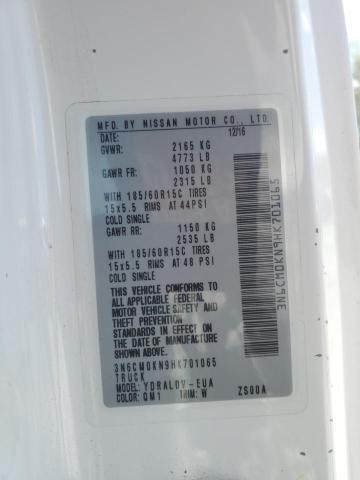 MFD. BY NISSAN MOTOR CO., LTD.
DATE: 12/16
GVWR: 2165 KG
4773 LB
GAWR FR: 1050 KG
2315 LB
WITH 185/60R15C TIRES
15x5.5 RIMS AT 44PSI
COLD SINGLE
GAWR RR: 1150 KG
2535 LB
WITH 185/60R15C TIRES
15x5.5 RIMS AT 48 PSI
COLD SINGLE
THIS VEHICLE CONFORMS TO
ALL APPLICABLE FEDERAL
MOTOR VEHICLE SAFETY AND
THEFT PREVENTION
STANDARDS IN EFFECT ON
THE DATE OF MANUFACTURE
SHOWN ABOVE.
3N6CM0KN9HK701065
TRUCK
MODEL: YDRALDV-EUA
COLOR: QM1 TRIM: W ZS00A
3N6CM0KN9HK701065